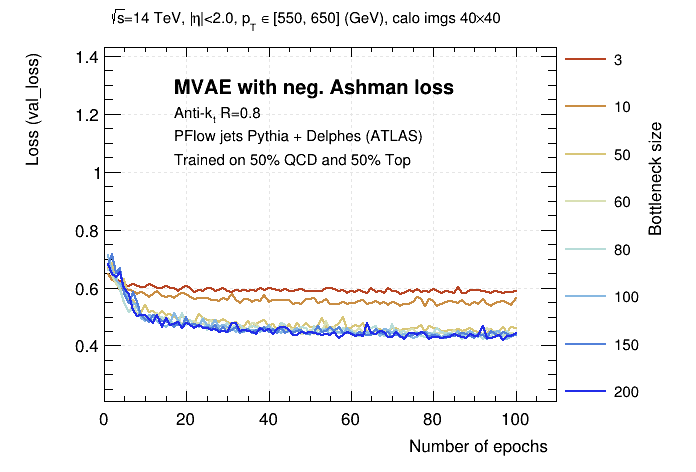 √s=14 TeV, |η|<2.0, p_T ∈ [550, 650] (GeV), calo imgs 40×40
Loss (val_loss)
1.4
1.2
1
0.8
0.6
0.4
MVAE with neg. Ashman loss
Anti-k_t R=0.8
PFlow jets Pythia + Delphes (ATLAS)
Trained on 50% QCD and 50% Top
0 20 40 60 80 100
Number of epochs
3
10
50
60
80
100
150
200
Bottleneck size